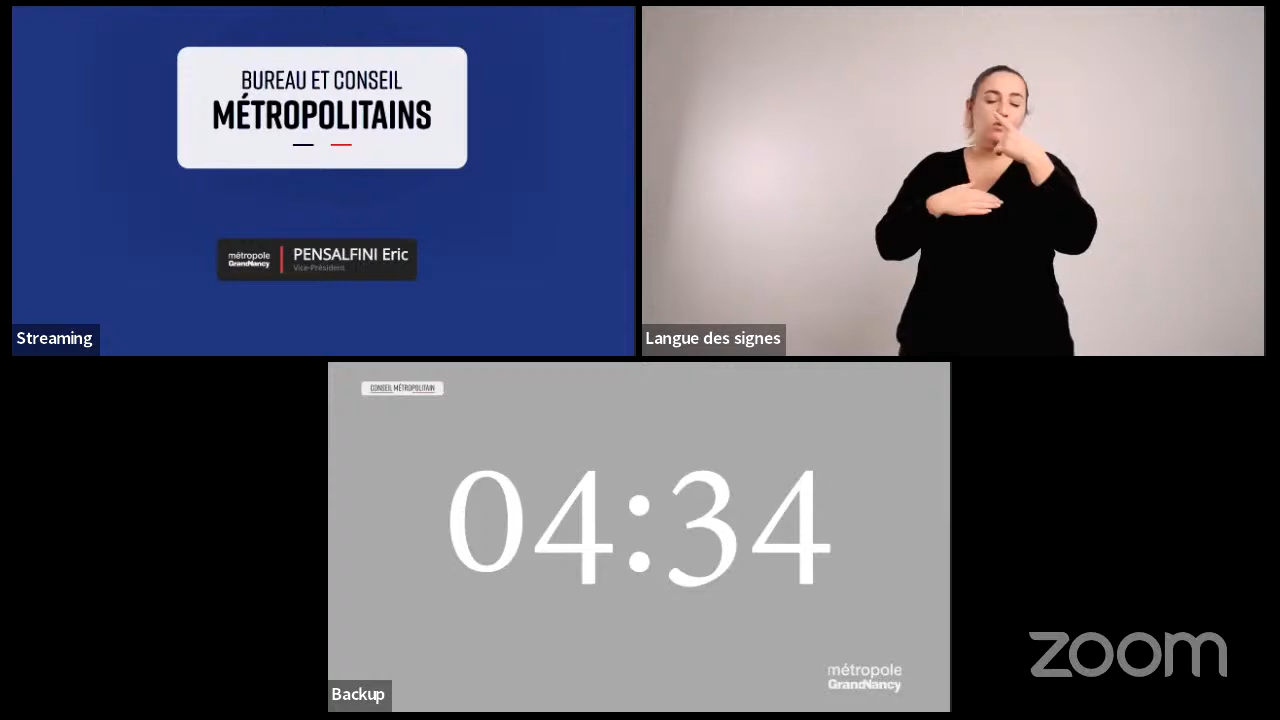 BUREAU ET CONSEIL
MÉTROPOLITAINS
métropole
GrandNancy
PENSALFINI Eric
Vice-Président
Streaming
Langue des signes
CONSEIL MÉTROPOLITAIN
04:34
métropole
GrandNancy
Backup
zoom